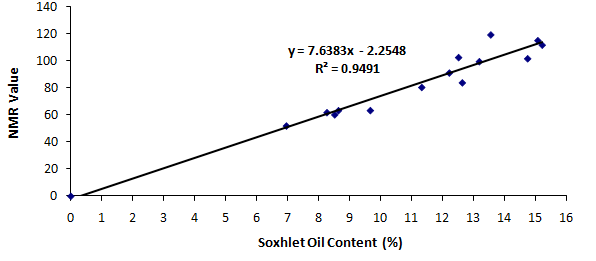 140
120
100
80
60
40
20
0
NMR Value
y = 7.6383x - 2.2548
R² = 0.9491
0 1 2 3 4 5 6 7 8 9 10 11 12 13 14 15 16
Soxhlet Oil Content (%)